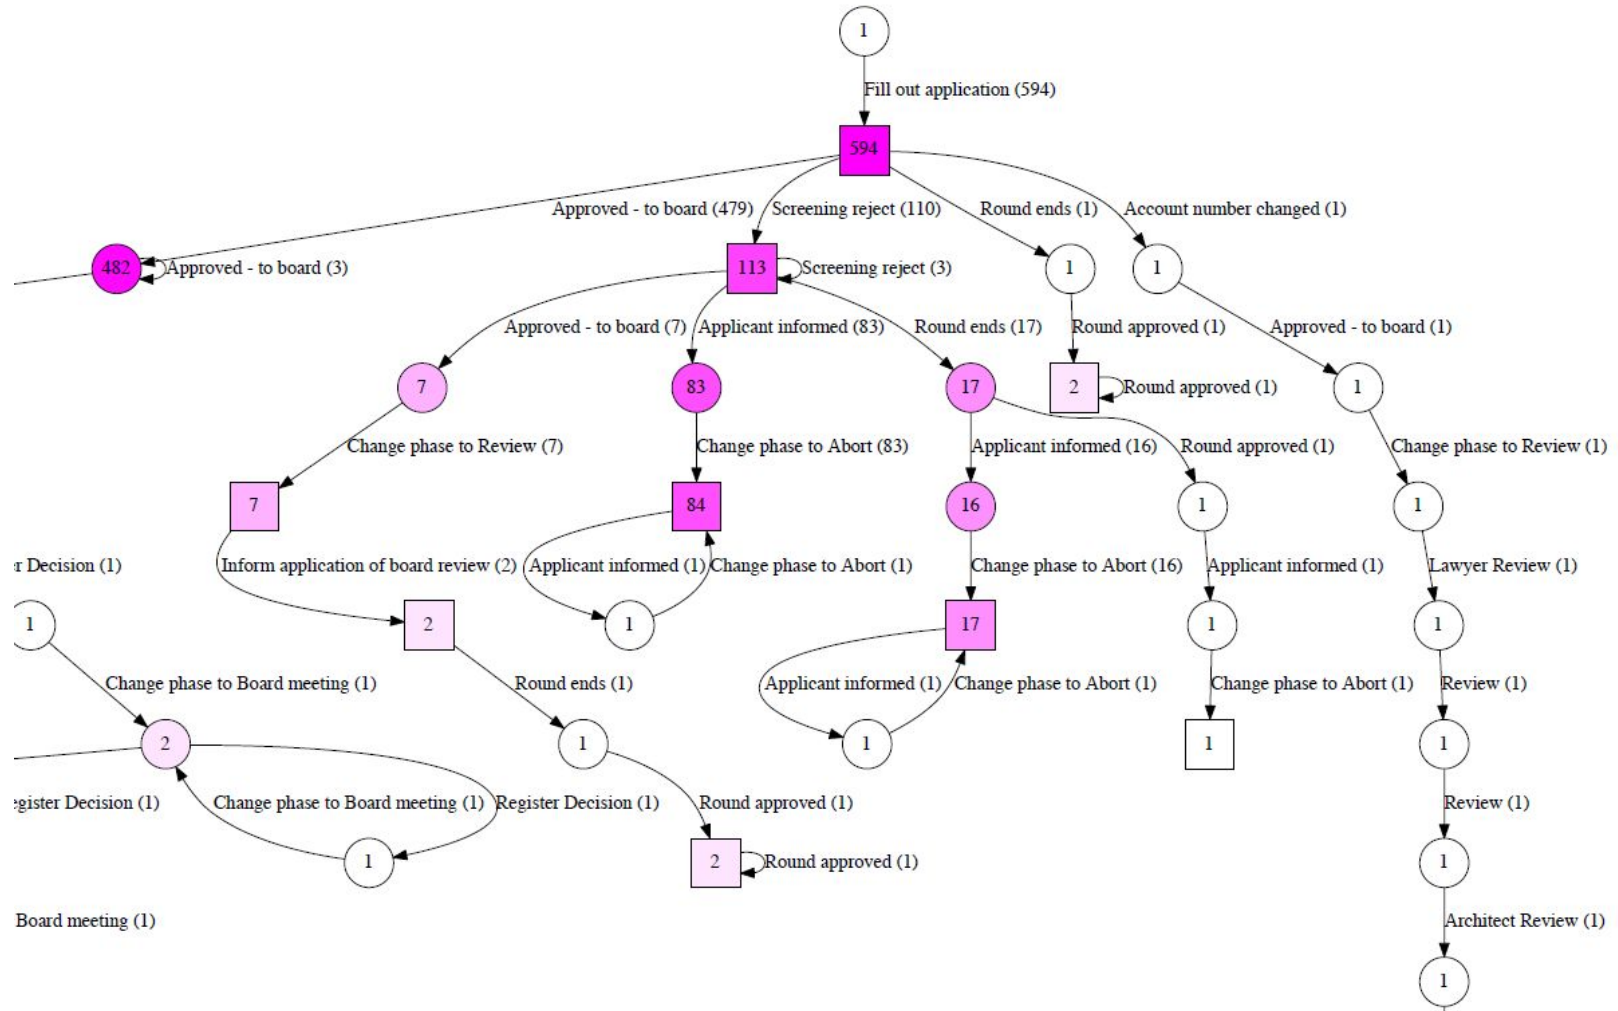 1
Fill out application (594)
594
Approved - to board (479)
Screening reject (110)
Round ends (1)
Account number changed (1)
482
Approved - to board (3)
113
Screening reject (3)
1
1
Approved - to board (7)
Applicant informed (83)
Round ends (17)
Round approved (1)
Approved - to board (1)
7
83
17
2
Round approved (1)
1
Change phase to Review (7)
Change phase to Abort (83)
Applicant informed (16)
Round approved (1)
Change phase to Review (1)
7
84
16
1
1
r Decision (1)
Inform application of board review (2)
Applicant informed (1)
Change phase to Abort (1)
Change phase to Abort (16)
Applicant informed (1)
Lawyer Review (1)
1
2
1
17
1
1
Change phase to Board meeting (1)
Round ends (1)
Applicant informed (1)
Change phase to Abort (1)
Change phase to Abort (1)
Review (1)
2
1
1
1
1
egister Decision (1)
Change phase to Board meeting (1)
Register Decision (1)
Round approved (1)
Review (1)
1
2
Round approved (1)
1
Board meeting (1)
Architect Review (1)
1